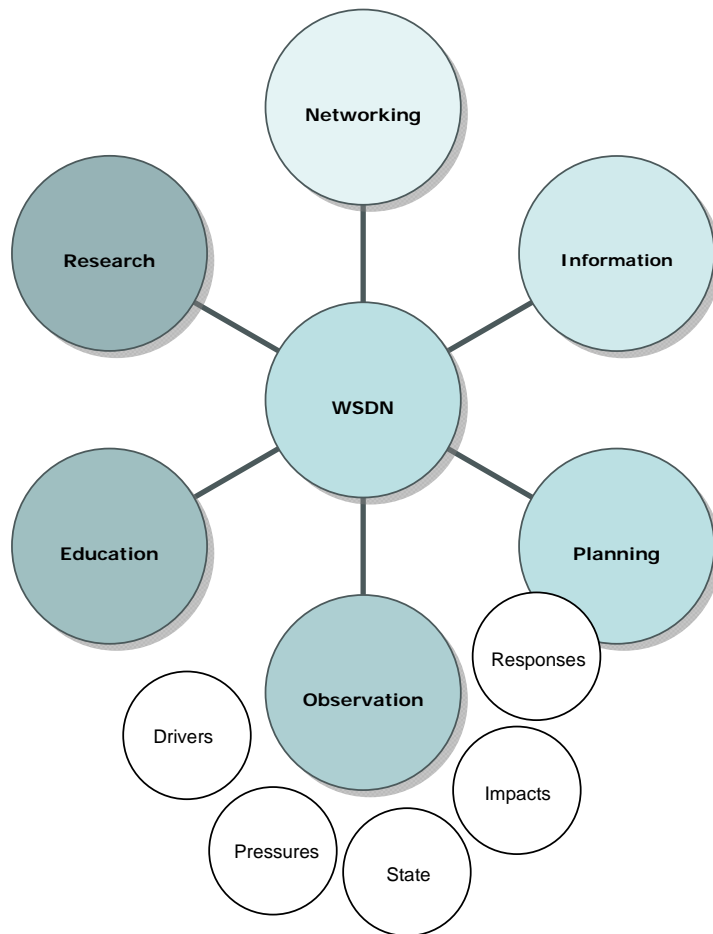 Networking
Research
Information
WSDN
Education
Planning
Responses
Observation
Drivers
Impacts
Pressures
State